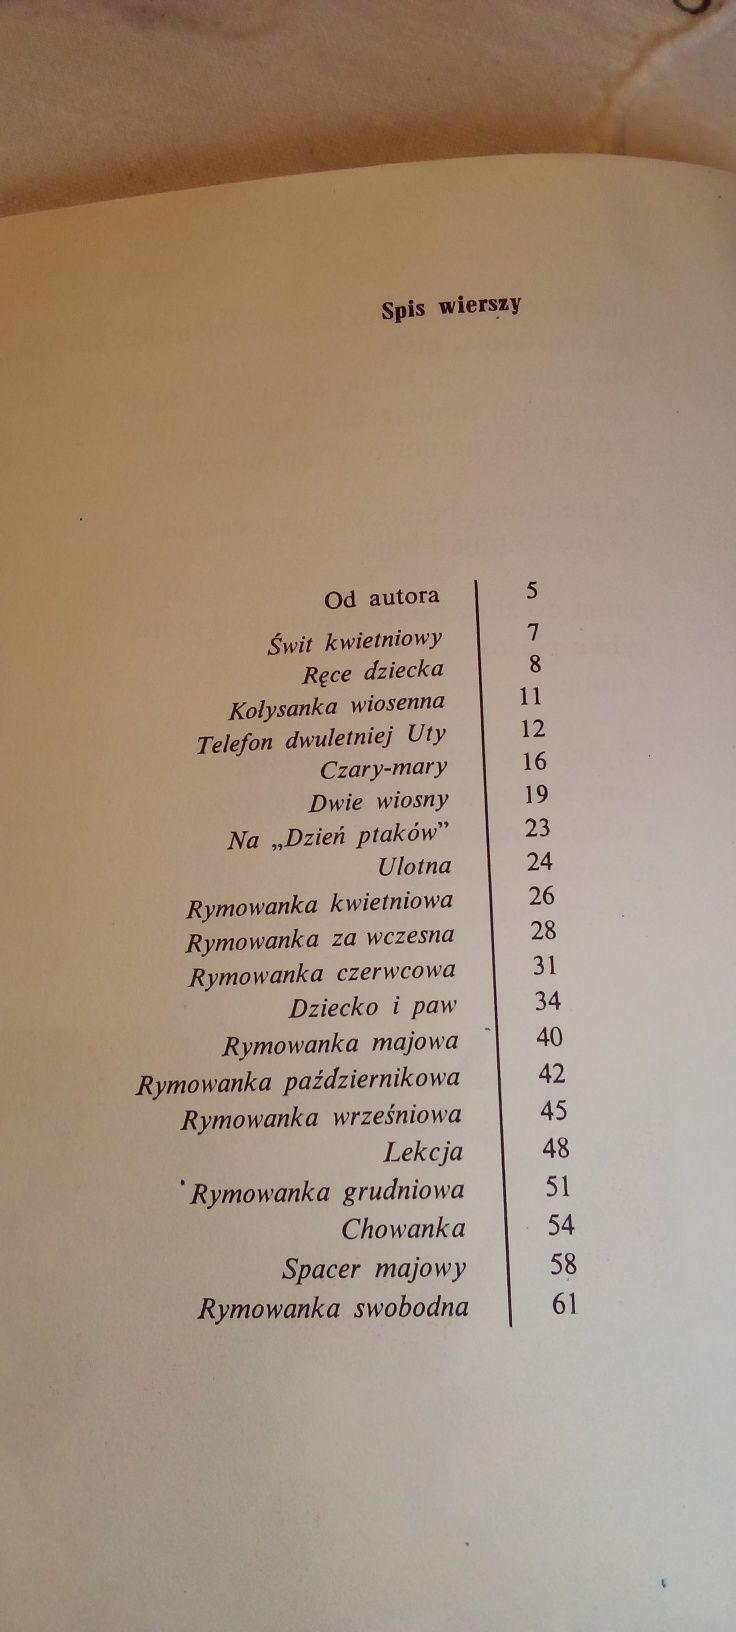 Spis wierszy
Od autora 5
Świt kwietniowy 7
Ręce dziecka 8
Kołysanka wiosenna 11
Telefon dwuletniej Uty 12
Czary-mary 16
Dwie wiosny 19
Na „Dzień ptaków” 23
Ulotna 24
Rymowanka kwietniowa 26
Rymowanka za wczesna 28
Rymowanka czerwcowa 31
Dziecko i paw 34
Rymowanka majowa 40
Rymowanka październikowa 42
Rymowanka wrześniowa 45
Lekcja 48
Rymowanka grudniowa 51
Chowanka 54
Spacer majowy 58
Rymowanka swobodna 61